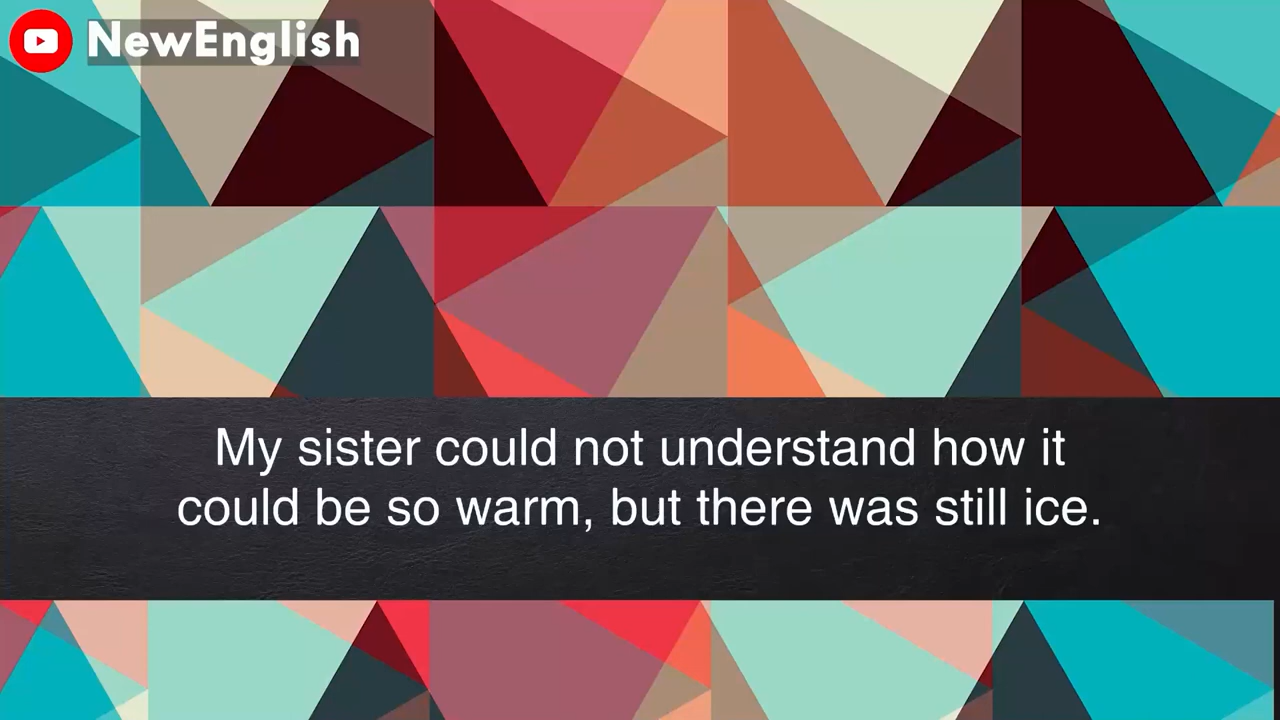 NewEnglish
My sister could not understand how it
could be so warm, but there was still ice.